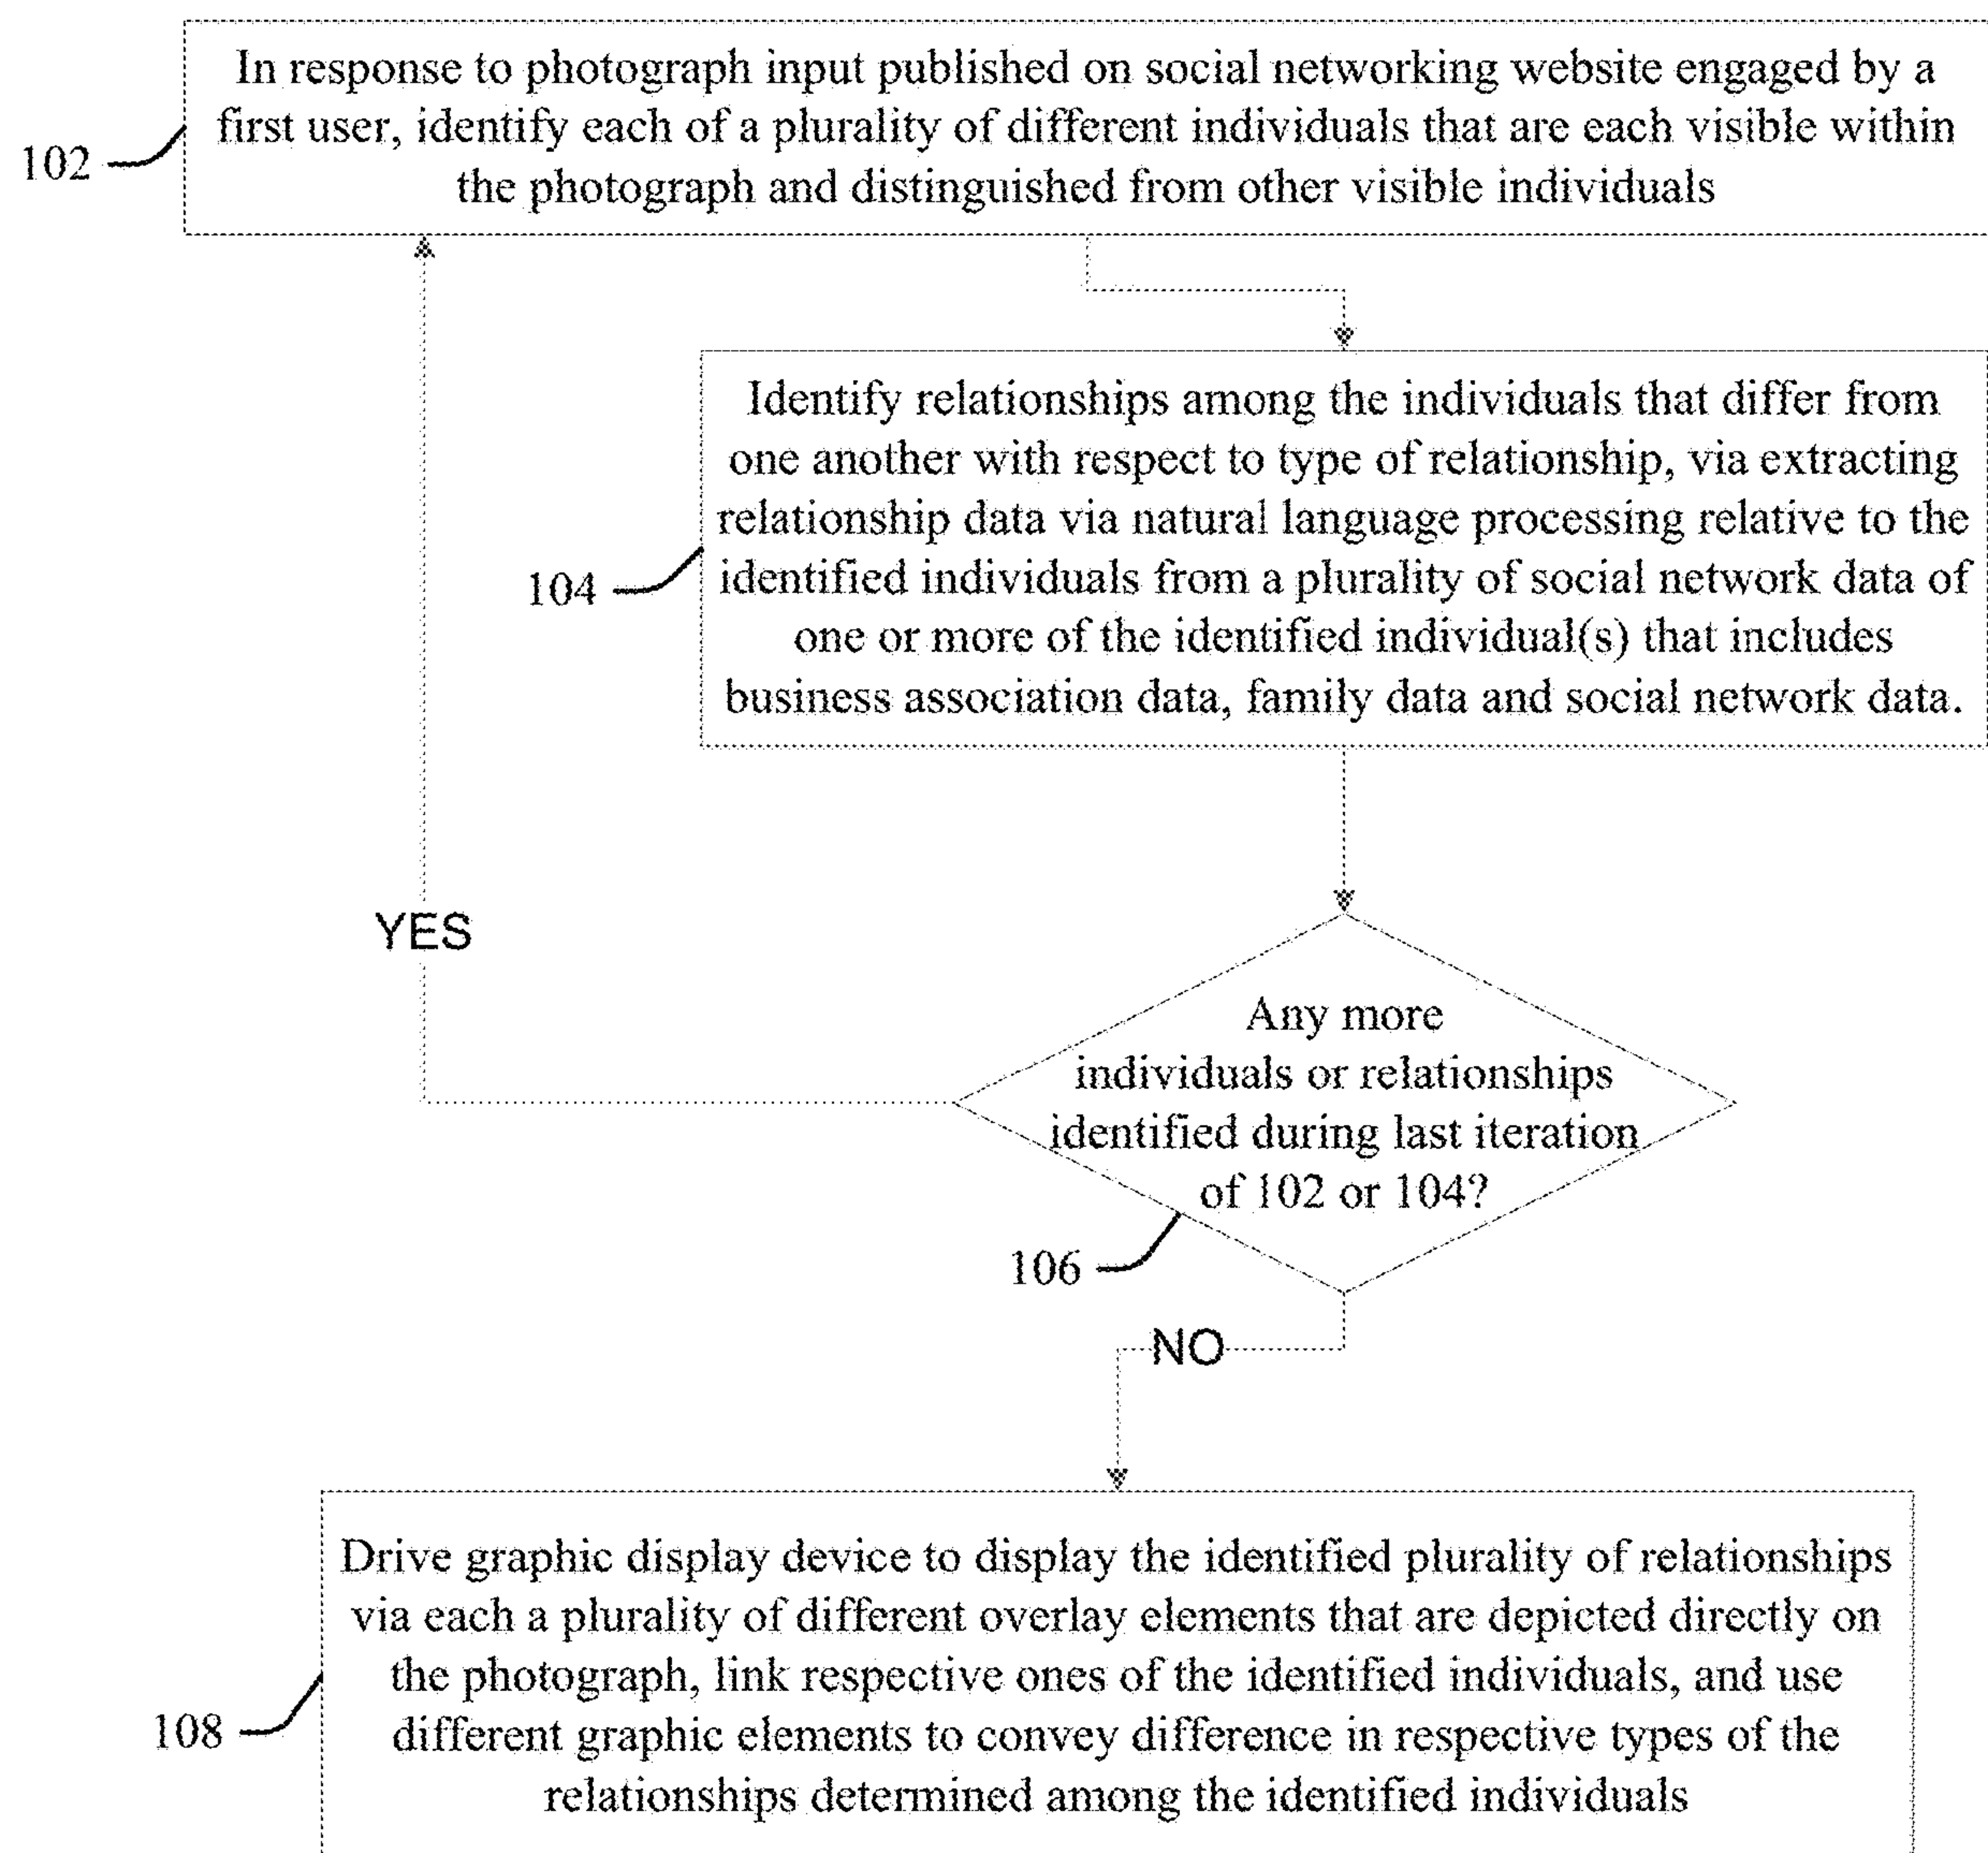 In response to photograph input published on social networking website engaged by a
first user, identify each of a plurality of different individuals that are each visible within
the photograph and distinguished from other visible individuals
102
Identify relationships among the individuals that differ from
one another with respect to type of relationship, via extracting
relationship data via natural language processing relative to the
identified individuals from a plurality of social network data of
one or more of the identified individual(s) that includes
business association data, family data and social network data.
104
YES
Any more
individuals or relationships
identified during last iteration
of 102 or 104?
106
NO
Drive graphic display device to display the identified plurality of relationships
via each a plurality of different overlay elements that are depicted directly on
the photograph, link respective ones of the identified individuals, and use
different graphic elements to convey difference in respective types of the
relationships determined among the identified individuals
108